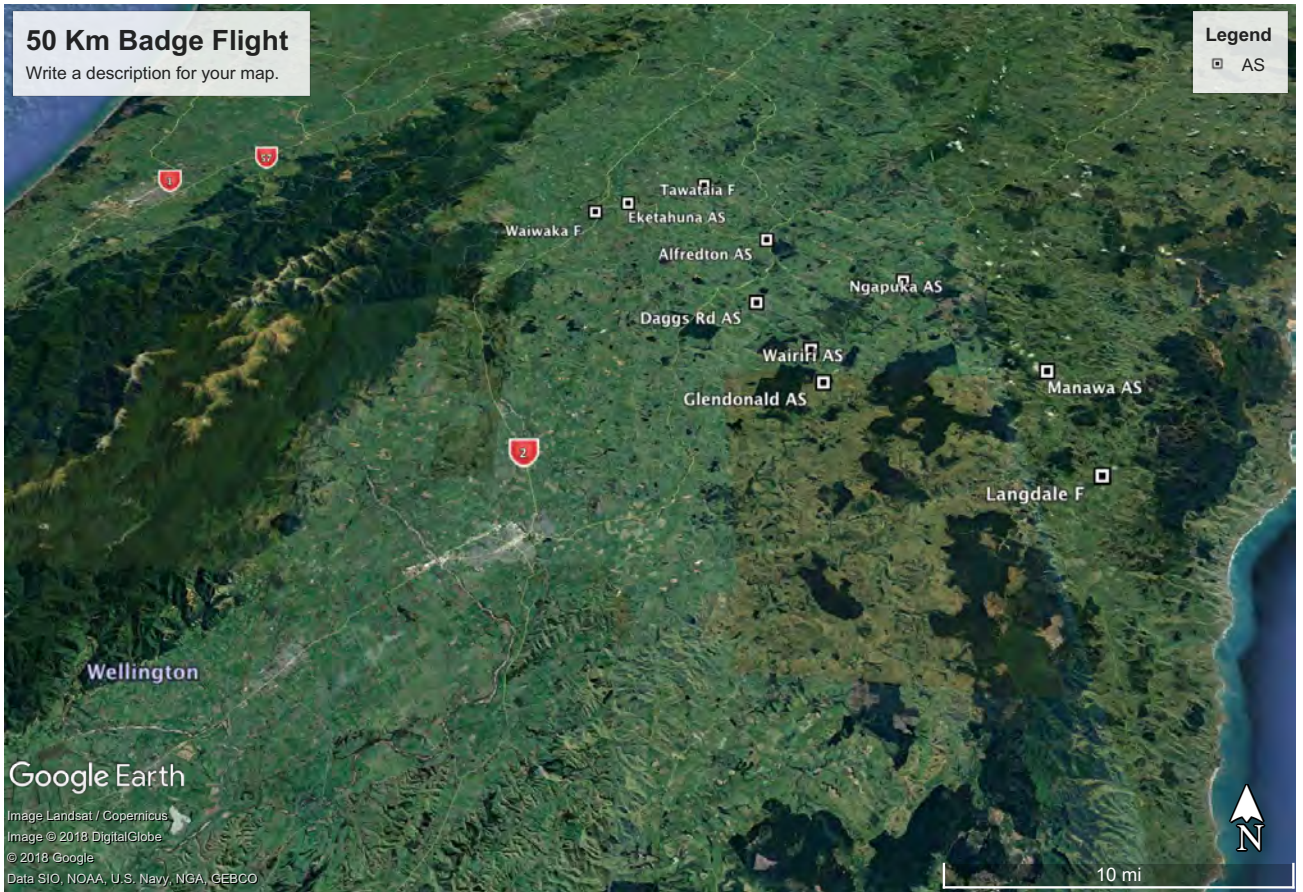 50 Km Badge Flight
Write a description for your map.
Legend
AS
1
57
Tawataia F
Eketahuna AS
Waiwaka F
Alfredton AS
Ngapuka AS
Daggs Rd AS
Wairiri AS
Glendonald AS
Manawa AS
2
Langdale F
Wellington
Google Earth
Image Landsat / Copernicus
Image © 2018 DigitalGlobe
© 2018 Google
Data SIO, NOAA, U.S. Navy, NGA, GEBCO
N
10 mi